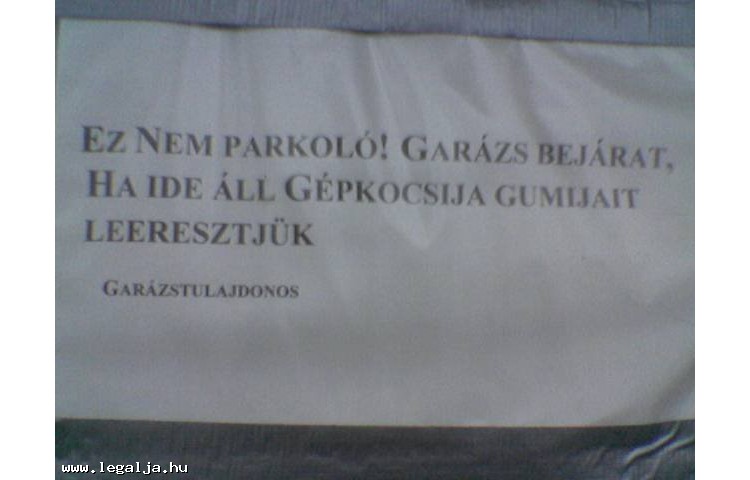 Ez Nem parkoló! Garázs bejárat,
Ha ide áll Gépkocsija gumijait
leeresztjük
Garázstulajdonos
www.legalja.hu